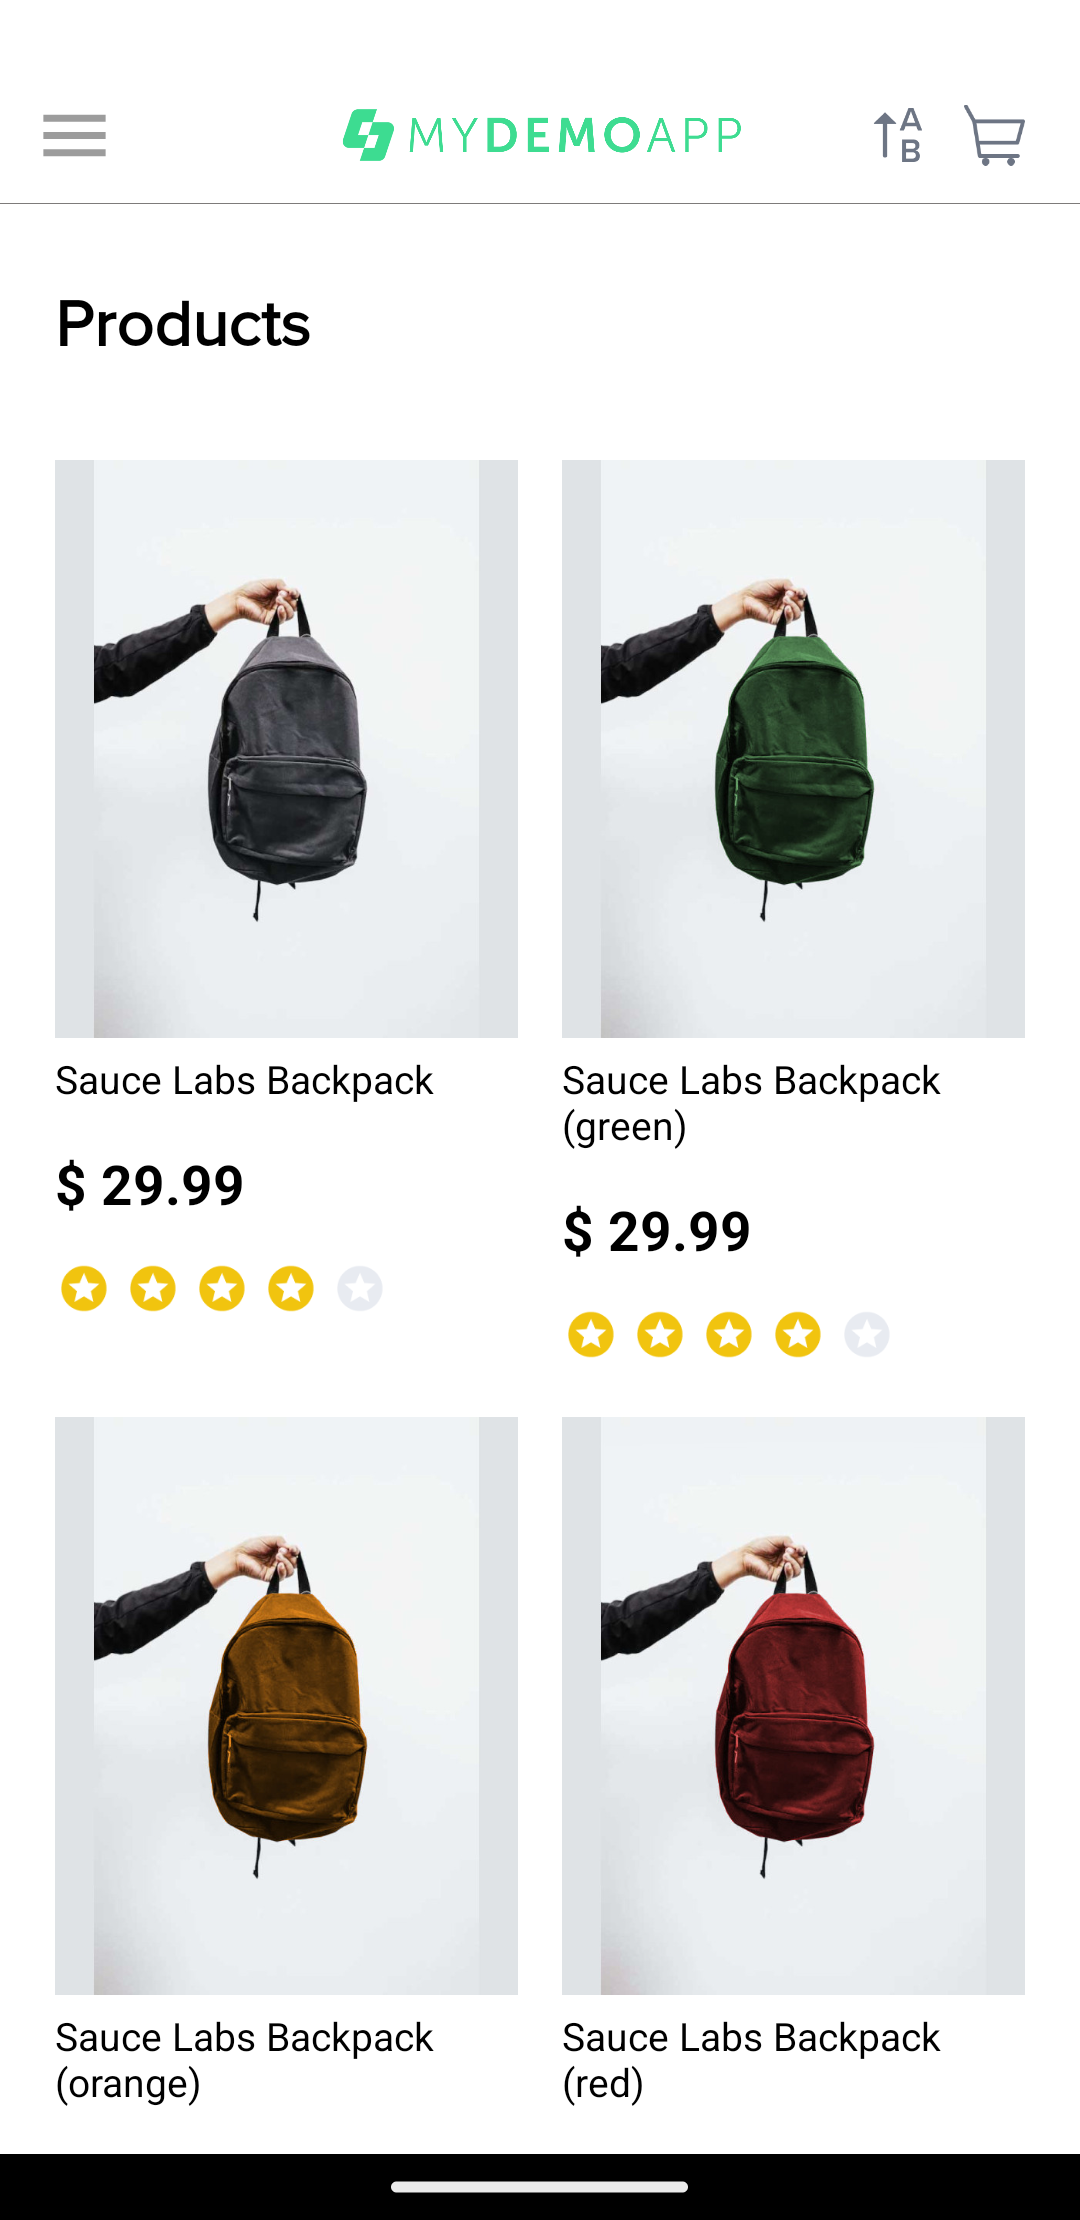 MYDEMOAPP
A
B
Products
Sauce Labs Backpack
$ 29.99
Sauce Labs Backpack
(green)
$ 29.99
Sauce Labs Backpack
(orange)
Sauce Labs Backpack
(red)